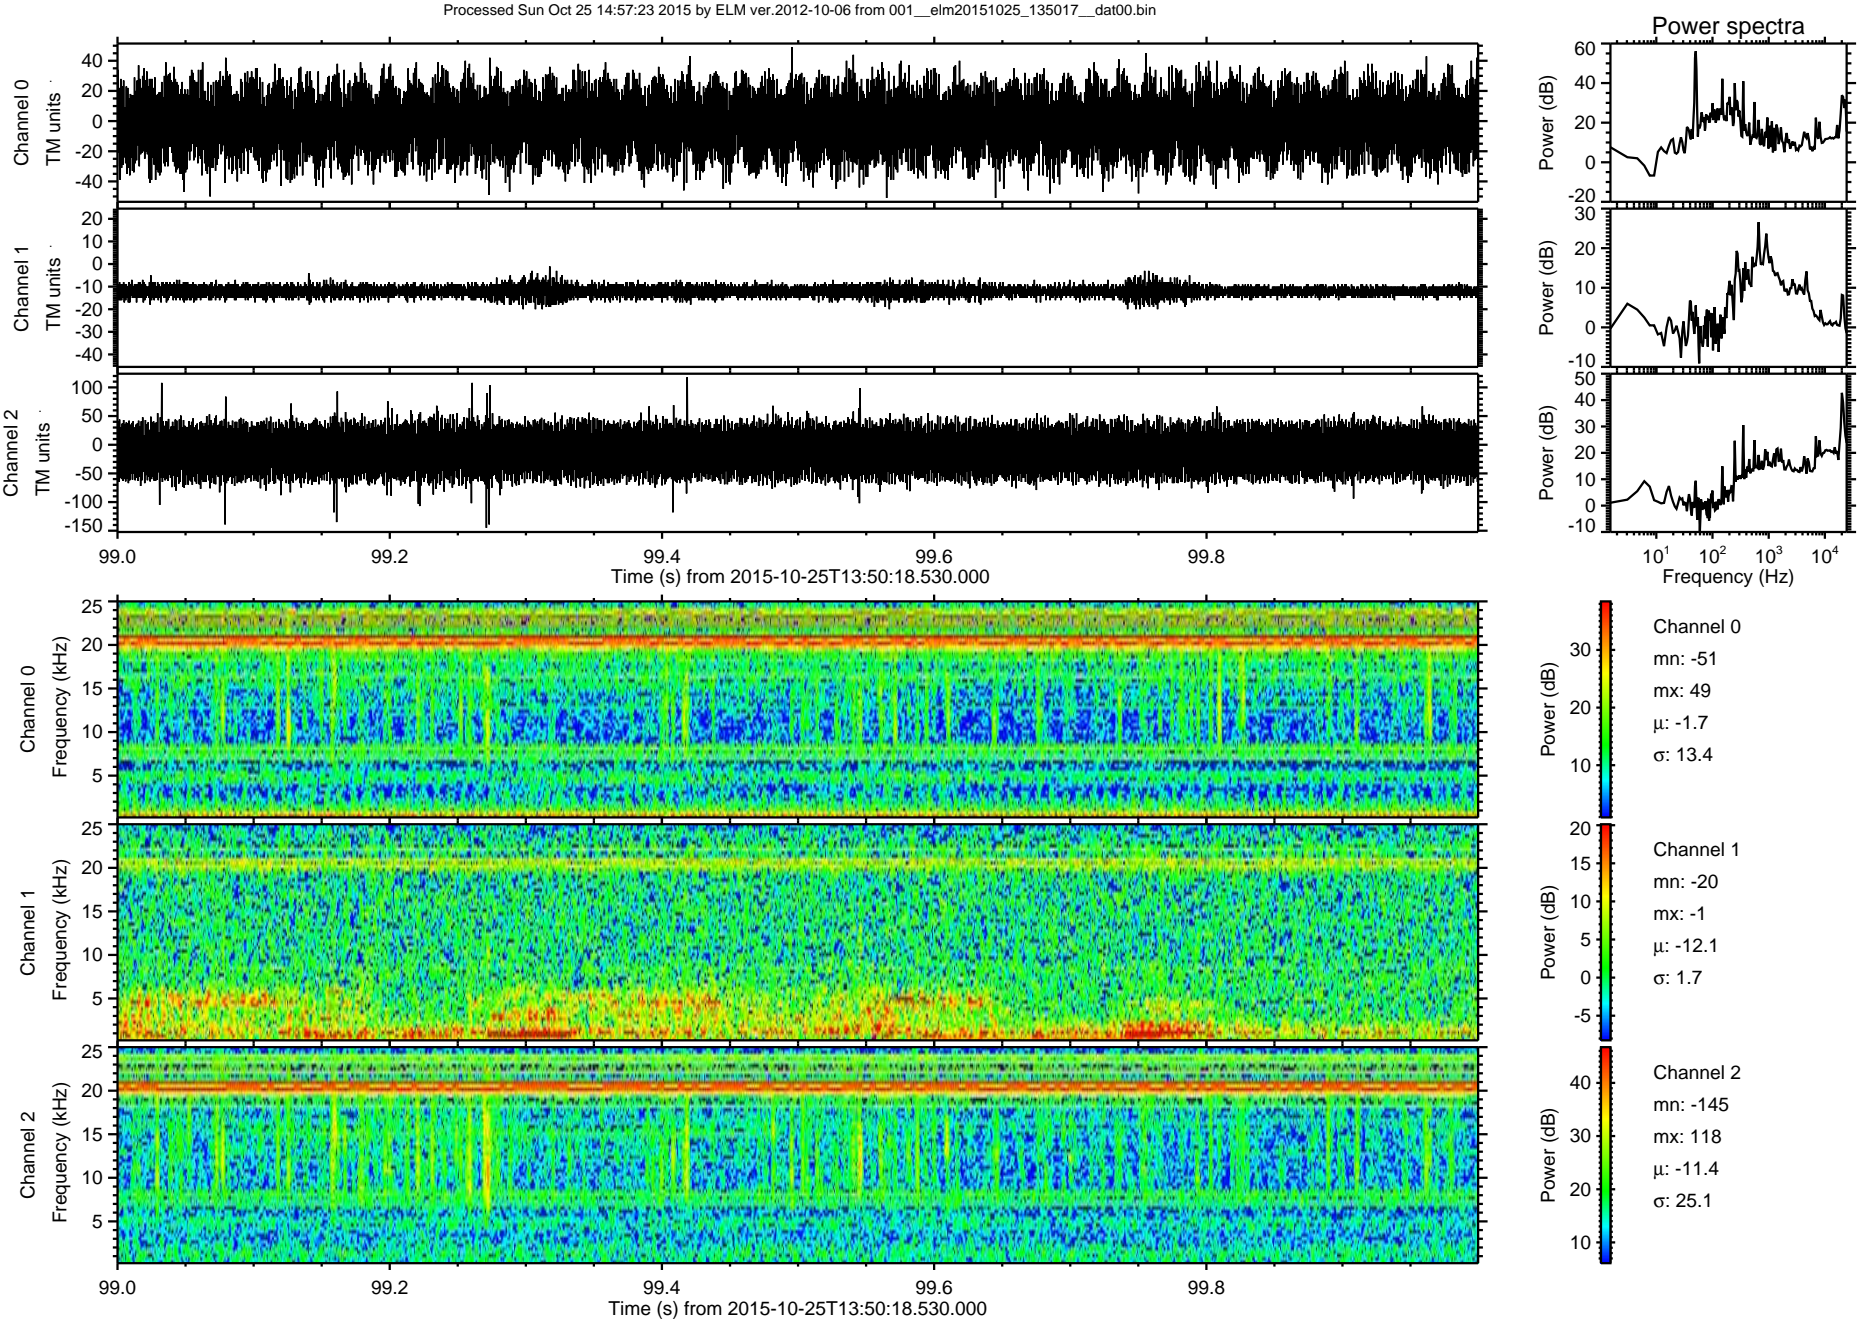 Processed Sun Oct 25 14:57:23 2015 by ELM ver.2012-10-06 from 001__elm20151025_135017__dat00.bin
Power spectra
Channel 0
TM units
40
20
0
-20
-40
Power (dB)
60
40
20
0
-20
Channel 1
TM units
20
10
0
-10
-20
-30
-40
Power (dB)
30
20
10
0
-10
Channel 2
TM units
100
50
0
-50
-100
-150
Power (dB)
50
40
30
20
10
0
-10
99.0 99.2 99.4 99.6 99.8
Time (s) from 2015-10-25T13:50:18.530.000
10^1 10^2 10^3 10^4
Frequency (Hz)
Channel 0
Frequency (kHz)
25
20
15
10
5
Power (dB)
30
20
10
Channel 0
mn: -51
mx: 49
μ: -1.7
σ: 13.4
Channel 1
Frequency (kHz)
25
20
15
10
5
Power (dB)
20
15
10
5
0
-5
Channel 1
mn: -20
mx: -1
μ: -12.1
σ: 1.7
Channel 2
Frequency (kHz)
25
20
15
10
5
Power (dB)
40
30
20
10
Channel 2
mn: -145
mx: 118
μ: -11.4
σ: 25.1
99.0 99.2 99.4 99.6 99.8
Time (s) from 2015-10-25T13:50:18.530.000